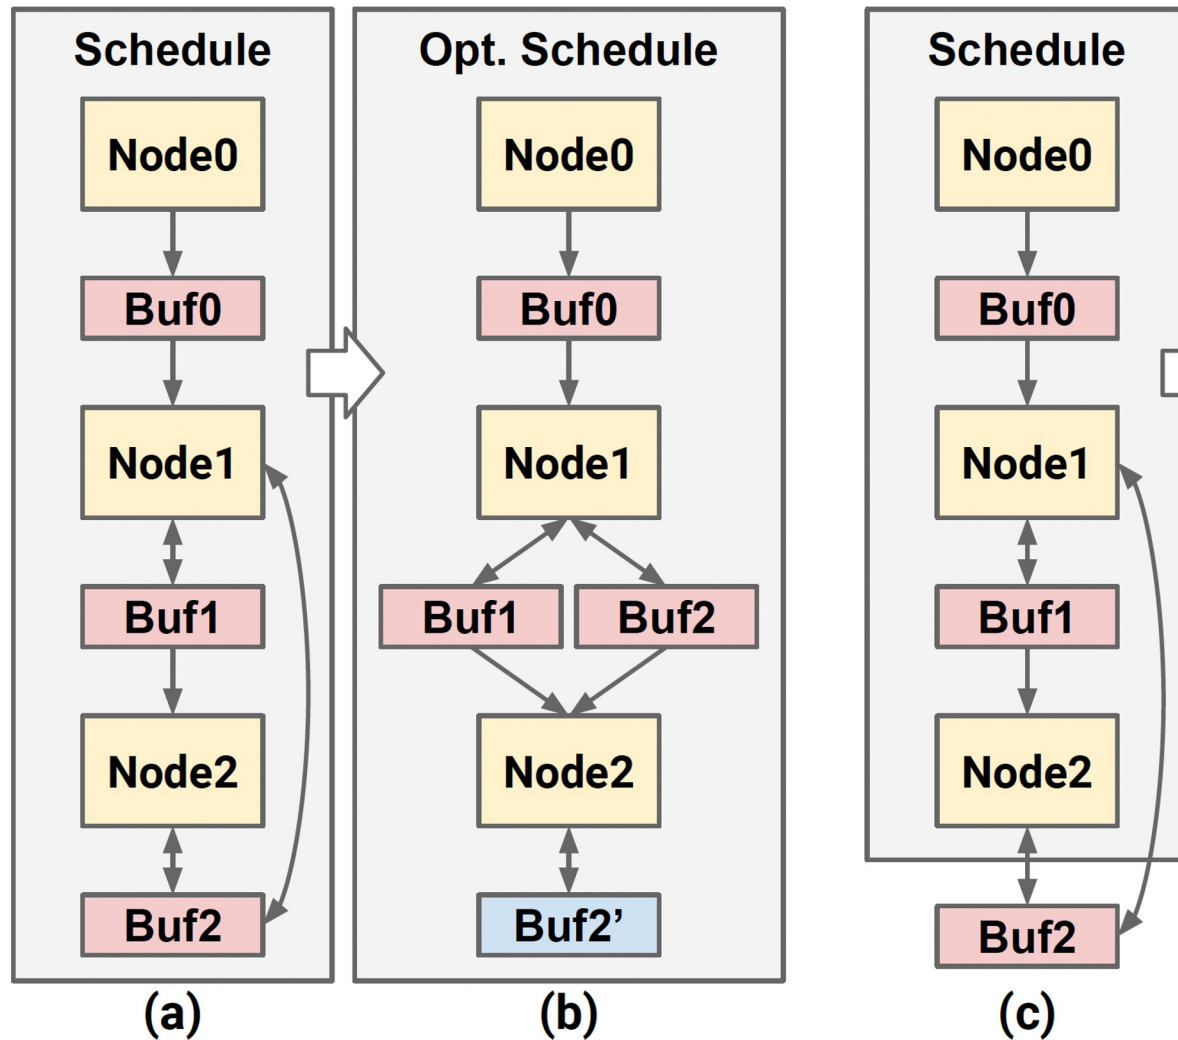 Schedule
Node0
Buf0
Node1
Buf1
Node2
Buf2
(a)
Opt. Schedule
Node0
Buf0
Node1
Buf1 Buf2
Node2
Buf2’
(b)
Schedule
Node0
Buf0
Node1
Buf1
Node2
Buf2
(c)